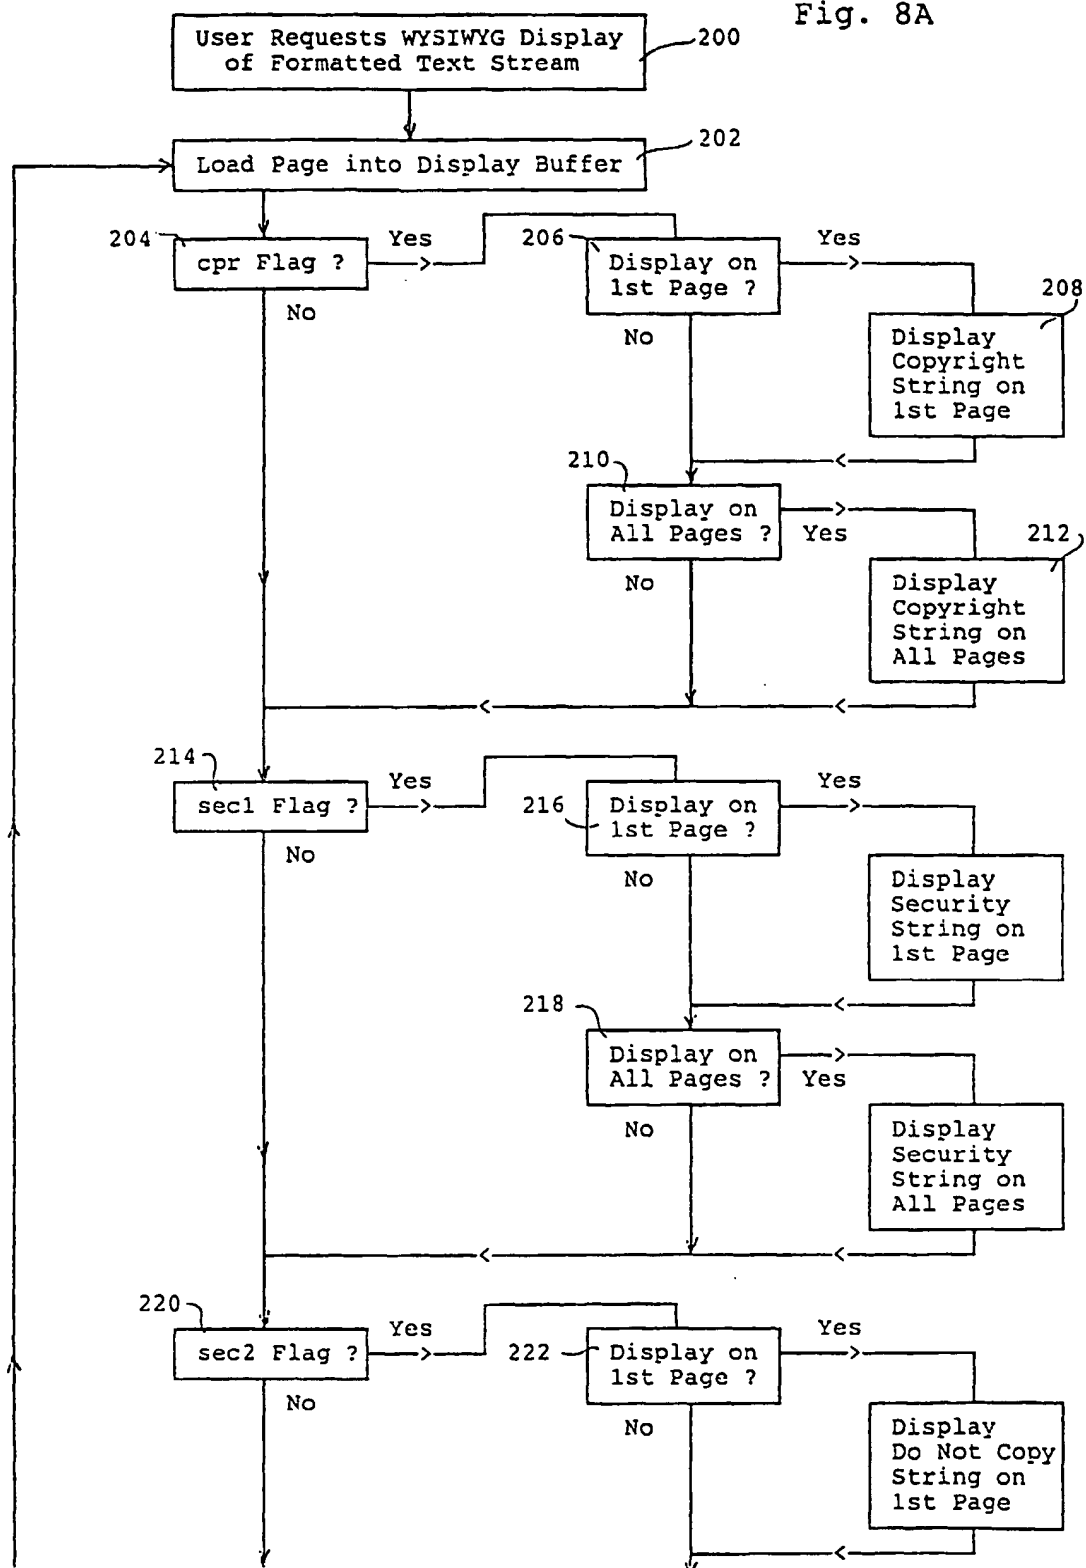 Fig. 8A
User Requests WYSIWYG Display
of Formatted Text Stream
200
202
Load Page into Display Buffer
204
cpr Flag ?
Yes
No
206
Display on
1st Page ?
Yes
No
208
Display
Copyright
String on
1st Page
210
Display on
All Pages ?
Yes
No
212
Display
Copyright
String on
All Pages
214
sec1 Flag ?
Yes
No
216
Display on
1st Page ?
Yes
No
Display
Security
String on
1st Page
218
Display on
All Pages ?
Yes
No
Display
Security
String on
All Pages
220
sec2 Flag ?
Yes
No
222
Display on
1st Page ?
Yes
No
Display
Do Not Copy
String on
1st Page